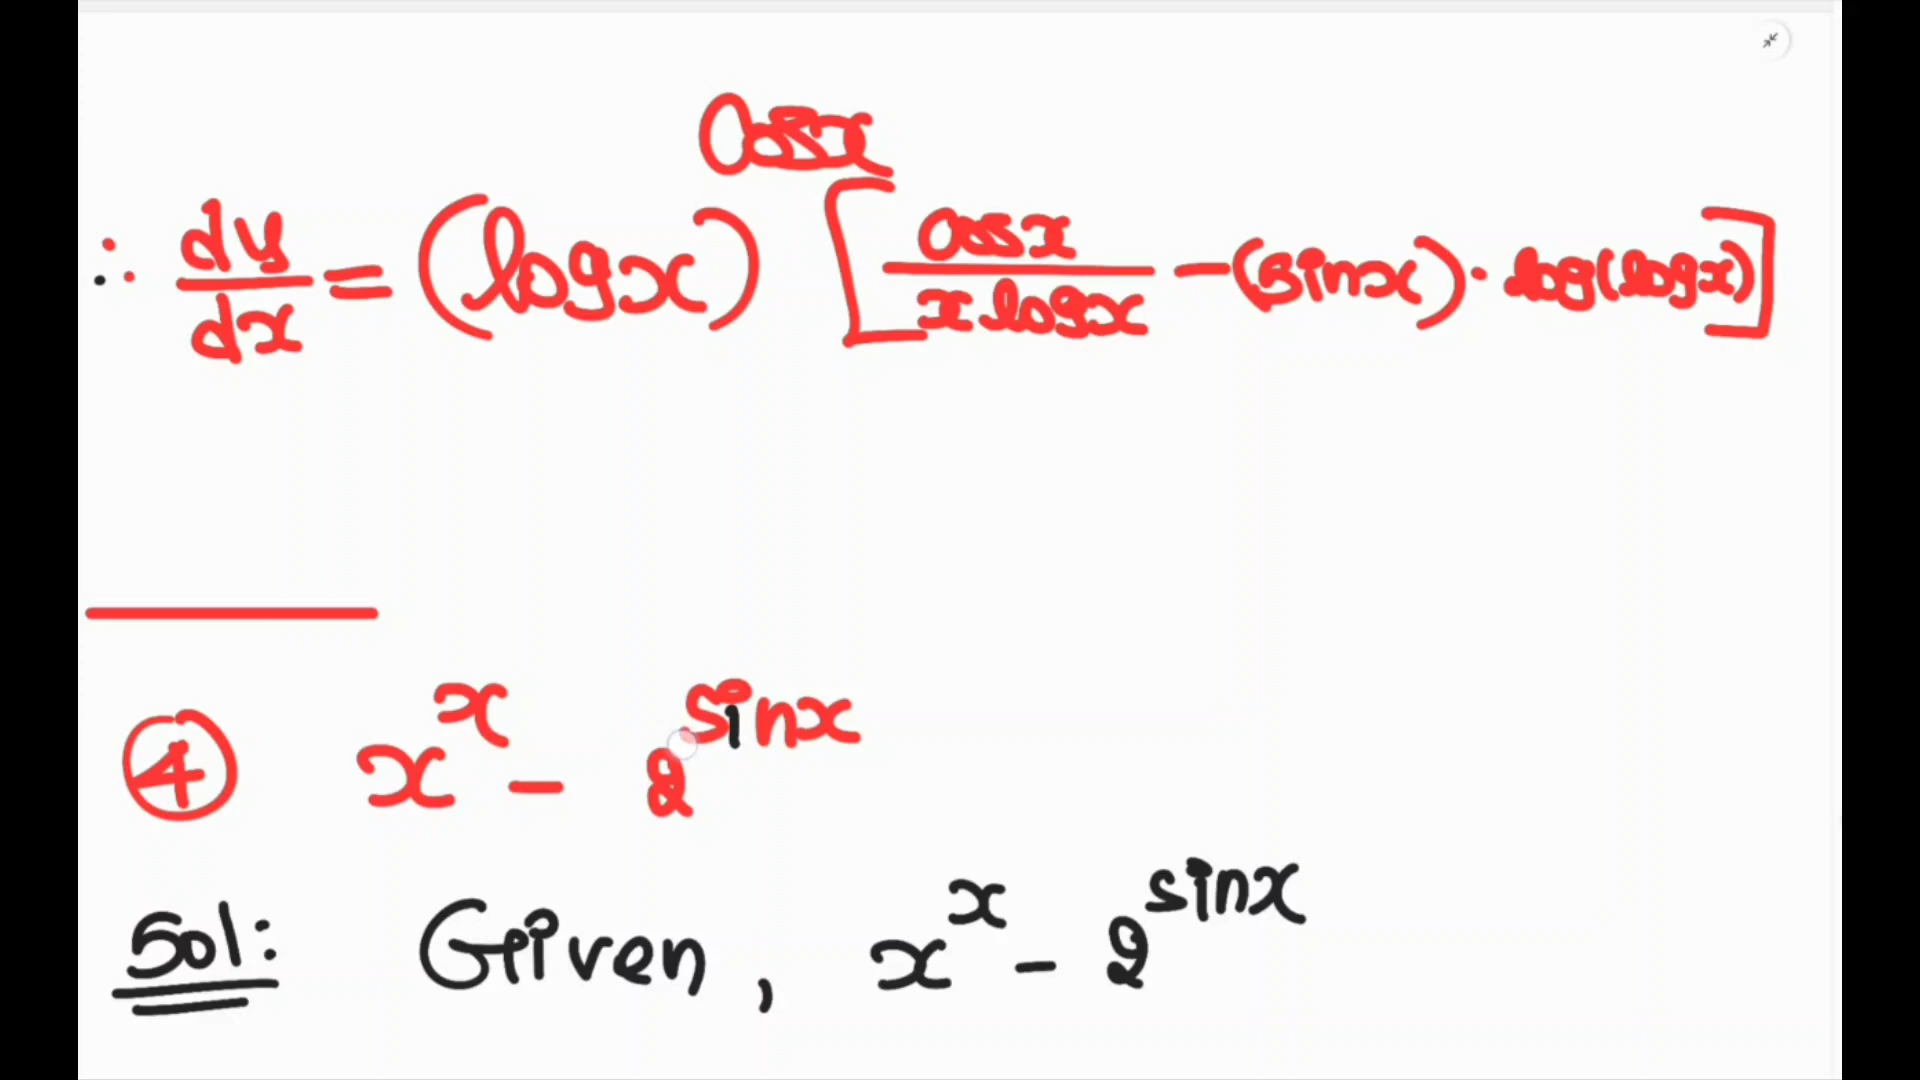 ∴ dy/dx = (logx)^cosx [cosx/(x logx) - (sinx) · log(logx)]
④ x^x - 2^sinx
Sol: Given, x^x - 2^sinx